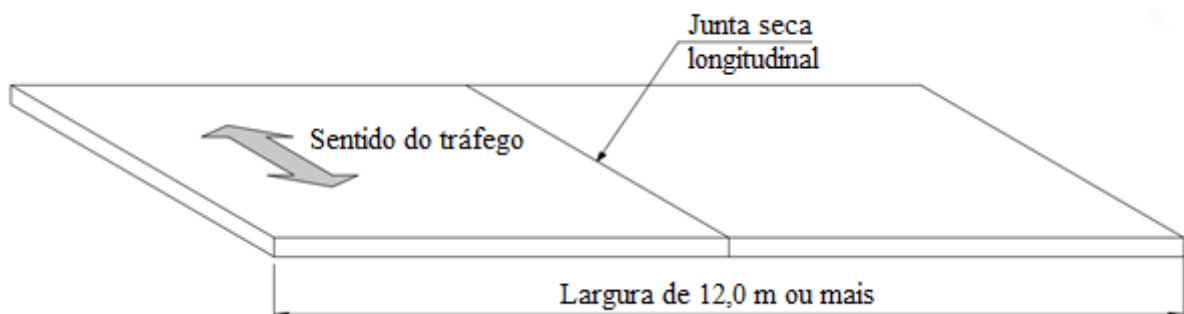 Junta seca
longitudinal
Sentido do tráfego
Largura de 12,0 m ou mais